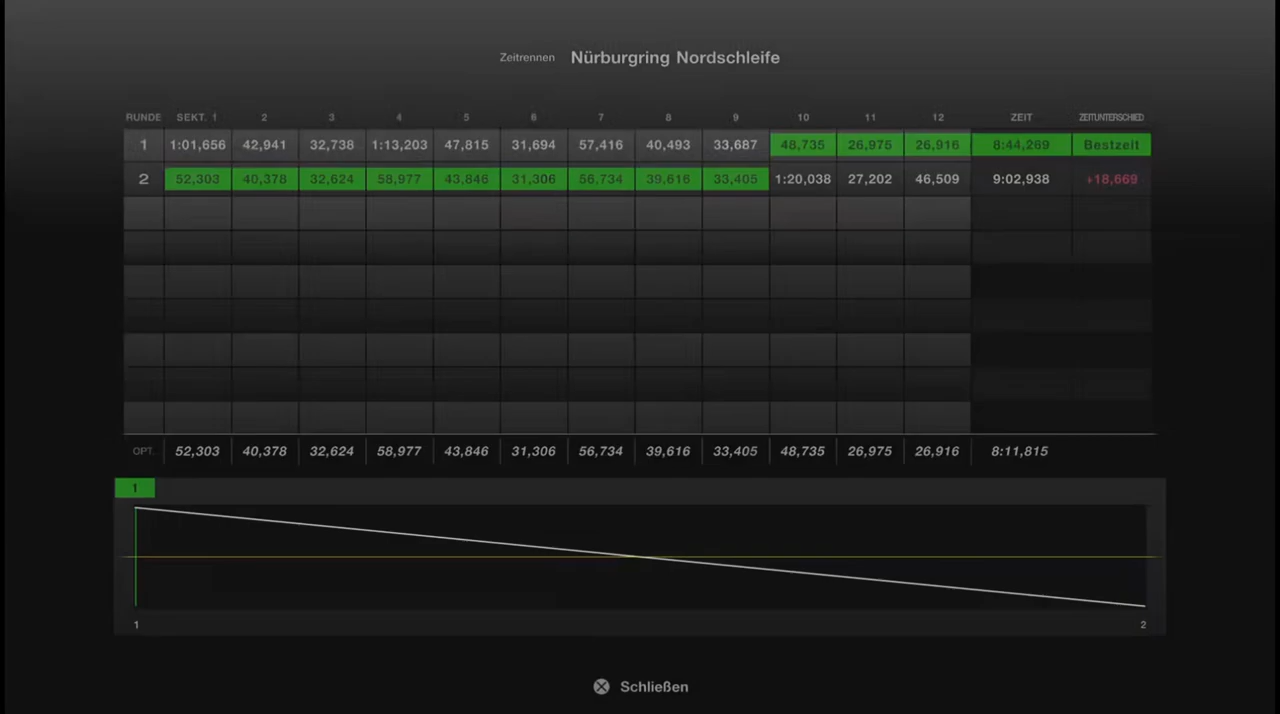 Zeitrennen Nürburgring Nordschleife
RUNDE SEKT. 1 2 3 4 5 6 7 8 9 10 11 12 ZEIT ZEITUNTERSCHIED
1 1:01,656 42,941 32,738 1:13,203 47,815 31,694 57,416 40,493 33,687 48,735 26,975 26,916 8:44,269 Bestzeit
2 52,303 40,378 32,624 58,977 43,846 31,306 56,734 39,616 33,405 1:20,038 27,202 46,509 9:02,938 +18,669
OPT. 52,303 40,378 32,624 58,977 43,846 31,306 56,734 39,616 33,405 48,735 26,975 26,916 8:11,815
1
1 2
Schließen